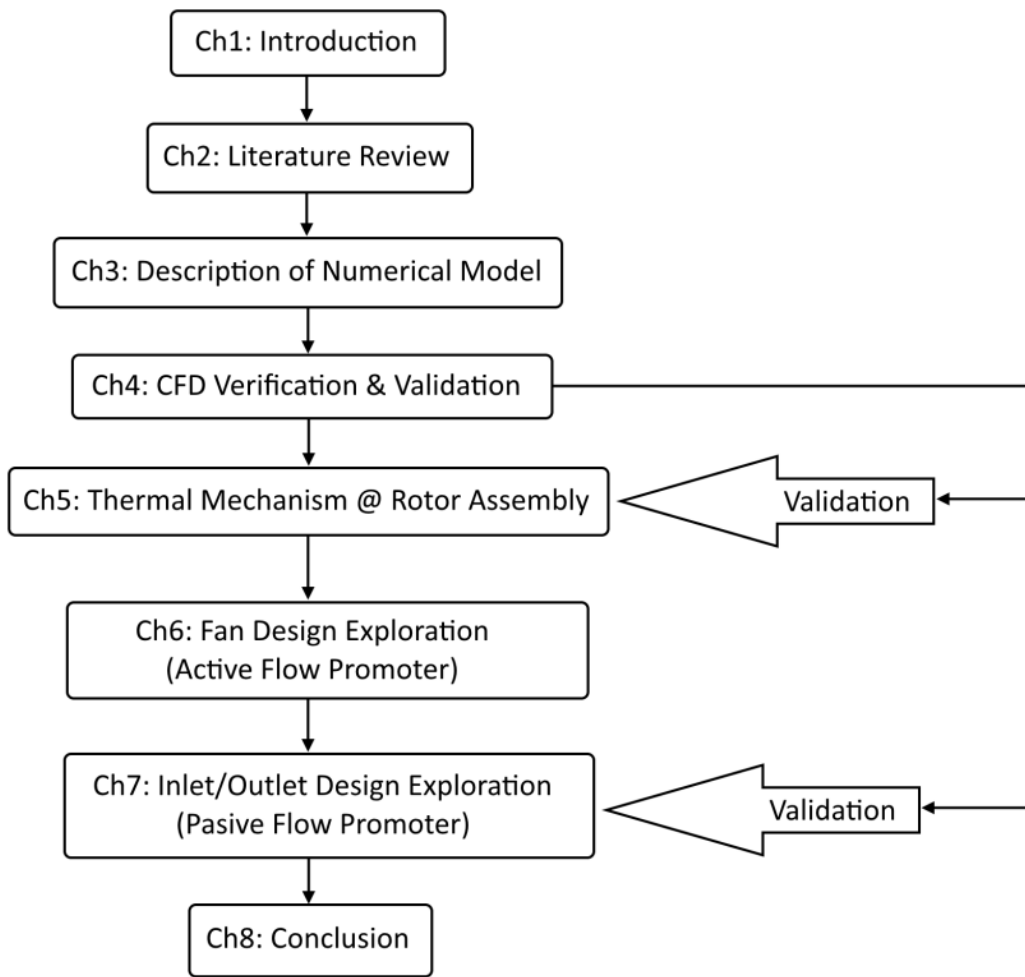 Ch1: Introduction
Ch2: Literature Review
Ch3: Description of Numerical Model
Ch4: CFD Verification & Validation
Ch5: Thermal Mechanism @ Rotor Assembly
Validation
Ch6: Fan Design Exploration
(Active Flow Promoter)
Ch7: Inlet/Outlet Design Exploration
(Pasive Flow Promoter)
Validation
Ch8: Conclusion